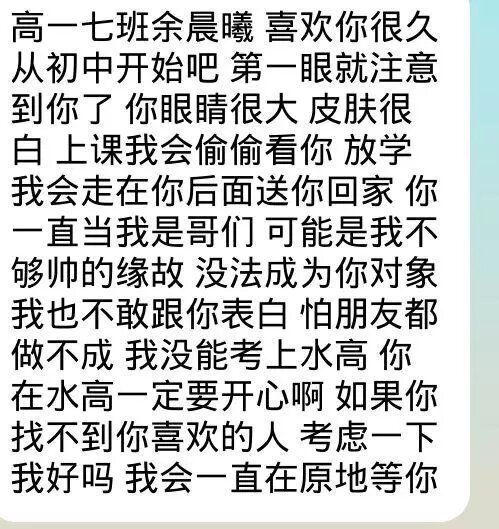 高一七班余晨曦 喜欢你很久
从初中开始吧 第一眼就注意
到你了 你眼睛很大 皮肤很
白 上课我会偷偷看你 放学
我会走在你后面送你回家 你
一直当我是哥们 可能是我不
够帅的缘故 没法成为你对象
我也不敢跟你表白 怕朋友都
做不成 我没能考上水高 你
在水高一定要开心啊 如果你
找不到你喜欢的人 考虑一下
我好吗 我会一直在原地等你